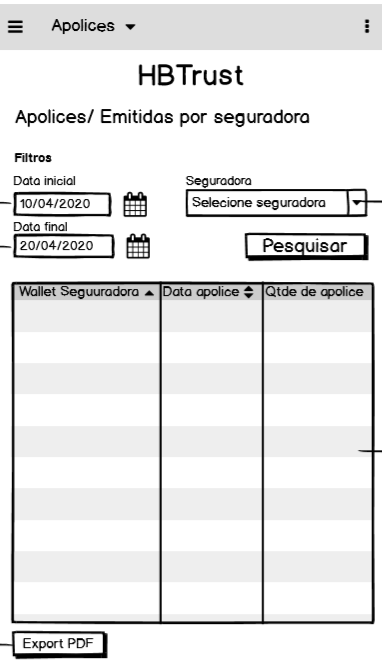 Apolices
HBTrust
Apolices/ Emitidas por seguradora
Filtros
Data inicial
Seguradora
10/04/2020
Selecione seguradora
Data final
20/04/2020
Pesquisar
Wallet Seguuradora Data apolice Qtde de apolice
Export PDF